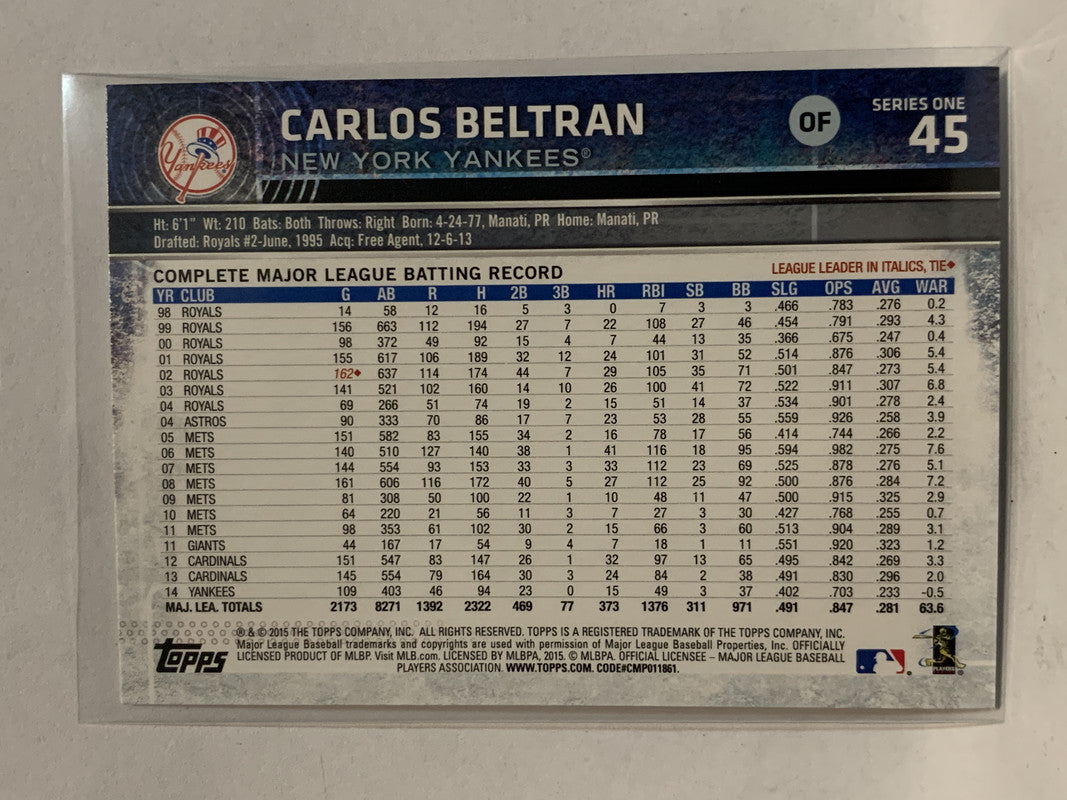 Yankees
CARLOS BELTRAN
NEW YORK YANKEES®
OF
SERIES ONE
45
Ht: 6'1" Wt: 210 Bats: Both Throws: Right Born: 4-24-77, Manati, PR Home: Manati, PR
Drafted: Royals #2-June, 1995 Acq: Free Agent, 12-6-13
COMPLETE MAJOR LEAGUE BATTING RECORD LEAGUE LEADER IN ITALICS, TIE♦
YR CLUB G AB R H 2B 3B HR RBI SB BB SLG OPS AVG WAR
98 ROYALS 14 58 12 16 5 3 0 7 3 3 .466 .783 .276 0.2
99 ROYALS 156 663 112 194 27 7 22 108 27 46 .454 .791 .293 4.3
00 ROYALS 98 372 49 92 15 4 7 44 13 35 .366 .675 .247 0.4
01 ROYALS 155 617 106 189 32 12 24 101 31 52 .514 .876 .306 5.4
02 ROYALS 162♦ 637 114 174 44 7 29 105 35 71 .501 .847 .273 5.4
03 ROYALS 141 521 102 160 14 10 26 100 41 72 .522 .911 .307 6.8
04 ROYALS 69 266 51 74 19 2 15 51 14 37 .534 .901 .278 2.4
04 ASTROS 90 333 70 86 17 7 23 53 28 55 .559 .926 .258 3.9
05 METS 151 582 83 155 34 2 16 78 17 56 .414 .744 .266 2.2
06 METS 140 510 127 140 38 1 41 116 18 95 .594 .982 .275 7.6
07 METS 144 554 93 153 33 3 33 112 23 69 .525 .878 .276 5.1
08 METS 161 606 116 172 40 5 27 112 25 92 .500 .876 .284 7.2
09 METS 81 308 50 100 22 1 10 48 11 47 .500 .915 .325 2.9
10 METS 64 220 21 56 11 3 7 27 3 30 .427 .768 .255 0.7
11 METS 98 353 61 102 30 2 15 66 3 60 .513 .904 .289 3.1
11 GIANTS 44 167 17 54 9 4 7 18 1 11 .551 .920 .323 1.2
12 CARDINALS 151 547 83 147 26 1 32 97 13 65 .495 .842 .269 3.3
13 CARDINALS 145 554 79 164 30 3 24 84 2 38 .491 .830 .296 2.0
14 YANKEES 109 403 46 94 23 0 15 49 3 37 .402 .703 .233 -0.5
MAJ. LEA. TOTALS 2173 8271 1392 2322 469 77 373 1376 311 971 .491 .847 .281 63.6
® & © 2015 THE TOPPS COMPANY, INC. ALL RIGHTS RESERVED. TOPPS IS A REGISTERED TRADEMARK OF THE TOPPS COMPANY, INC.
Major League Baseball trademarks and copyrights are used with permission of Major League Baseball Properties, Inc. OFFICIALLY
LICENSED PRODUCT OF MLBP. Visit MLB.com. LICENSED BY MLBPA, 2015. © MLBPA. OFFICIAL LICENSEE – MAJOR LEAGUE BASEBALL
PLAYERS ASSOCIATION. WWW.TOPPS.COM. CODE#CMP011861.
topps
PLAYERS